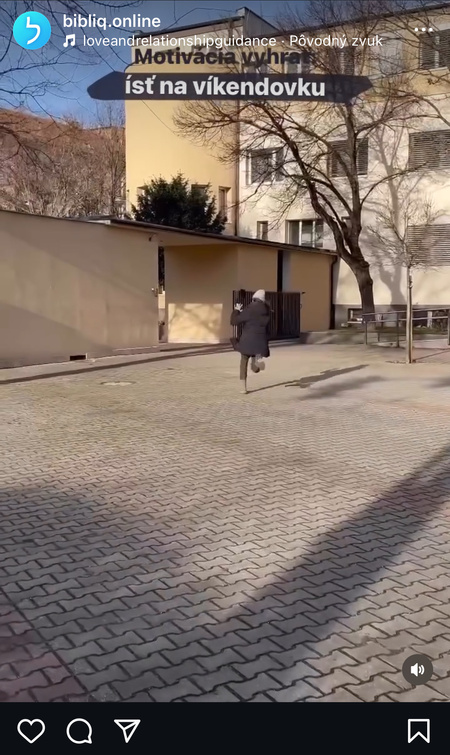 bibliq.online
loveandrelationshipguidance · Pôvodný zvuk
Motivácia vyhrať
ísť na víkendovku